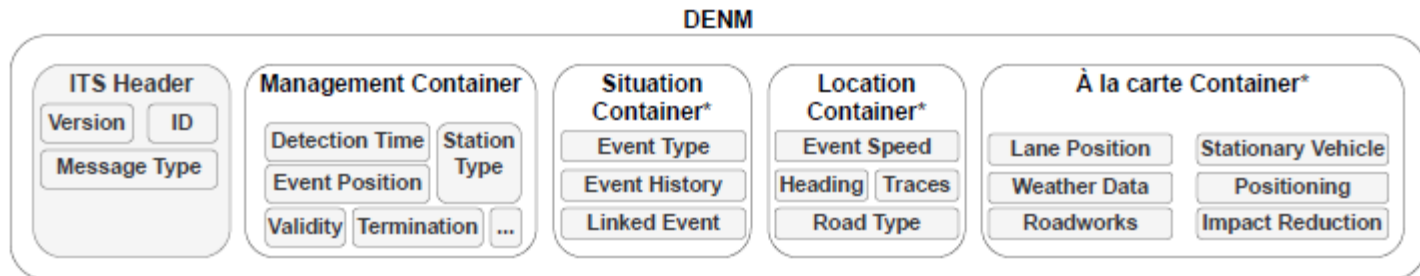 DENM
ITS Header
Version
ID
Message Type
Management Container
Detection Time
Station
Type
Event Position
Validity
Termination
...
Situation
Container*
Event Type
Event History
Linked Event
Location
Container*
Event Speed
Heading
Traces
Road Type
À la carte Container*
Lane Position
Stationary Vehicle
Weather Data
Positioning
Roadworks
Impact Reduction